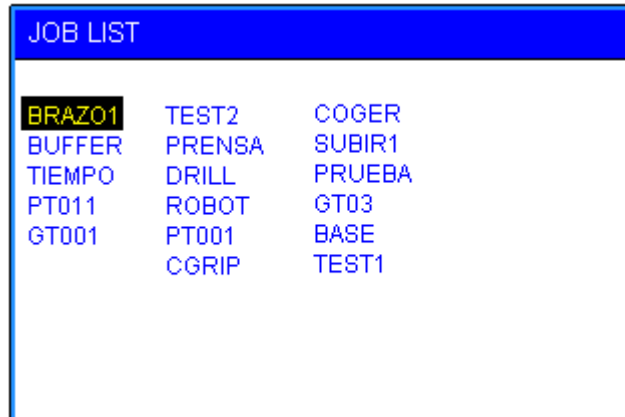 JOB LIST
BRAZO1 TEST2 COGER
BUFFER PRENSA SUBIR1
TIEMPO DRILL PRUEBA
PT011 ROBOT GT03
GT001 PT001 BASE
CGRIP TEST1